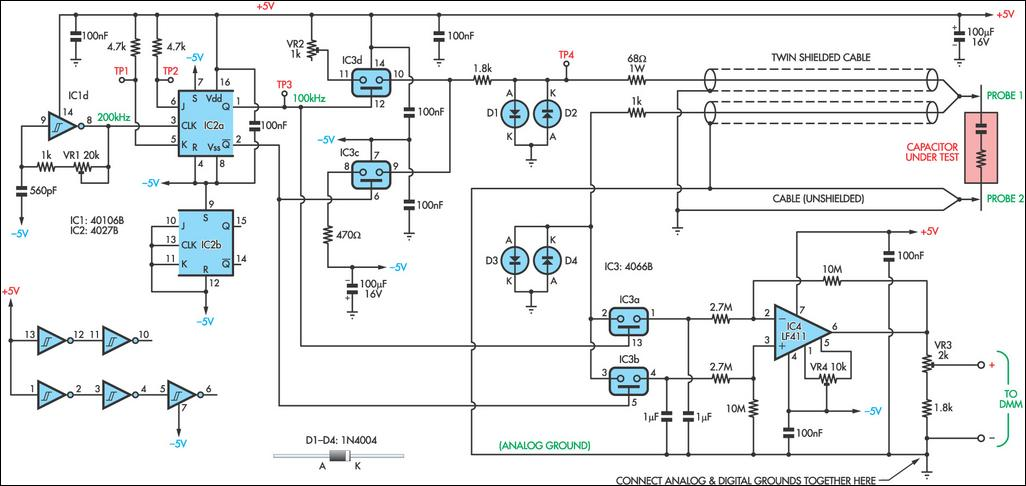 +5V
+5V
4.7k
4.7k
100nF
TP1
TP2
–5V
7
16
S
Vdd
6
J
Q
1
3
CLK
IC2a
5
K
R
Vss
Q
2
4
8
100nF
TP3
100kHz
IC1d
14
9
8
200kHz
1k
VR1 20k
560pF
–5V
–5V
IC1: 40106B
IC2: 4027B
9
S
10
J
Q
15
13
CLK
IC2b
11
K
Q
14
R
12
–5V
VR2
1k
IC3d
14
11
10
12
100nF
100nF
–5V
7
IC3c
8
9
6
100nF
470Ω
–5V
100µF
16V
1.8k
TP4
A
K
D1
D2
K
A
68Ω
1W
1k
TWIN SHIELDED CABLE
100µF
16V
PROBE 1
CAPACITOR
UNDER TEST
CABLE (UNSHIELDED)
PROBE 2
A
K
D3
D4
K
A
IC3: 4066B
IC3a
2
1
13
IC3b
3
4
5
2.7M
2.7M
10M
1µF
1µF
10M
+5V
100nF
2
7
IC4
LF411
6
3
5
4
1
VR4 10k
–5V
100nF
VR3
2k
1.8k
+
–
TO
DMM
+5V
13
12
11
10
1
2
3
4
5
6
7
–5V
D1–D4: 1N4004
A
K
(ANALOG GROUND)
CONNECT ANALOG & DIGITAL GROUNDS TOGETHER HERE